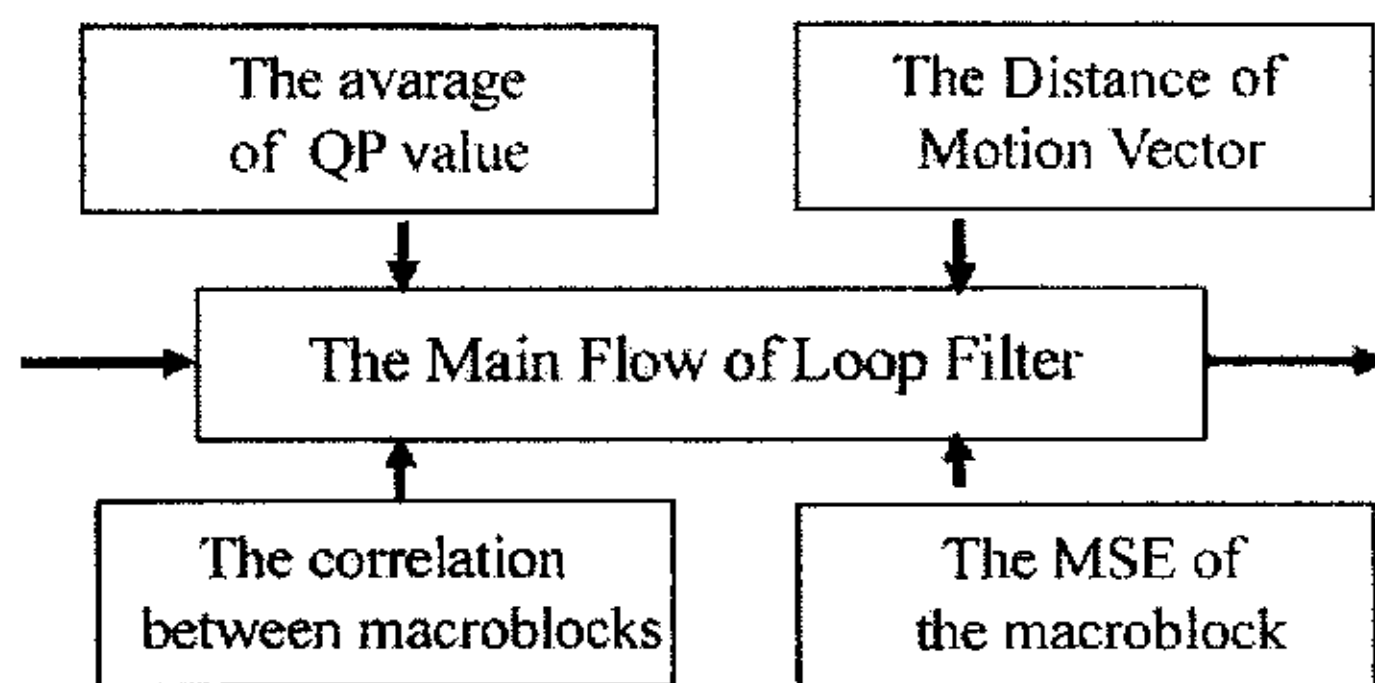 The avarage
of QP value
The Distance of
Motion Vector
The Main Flow of Loop Filter
The correlation
between macroblocks
The MSE of
the macroblock